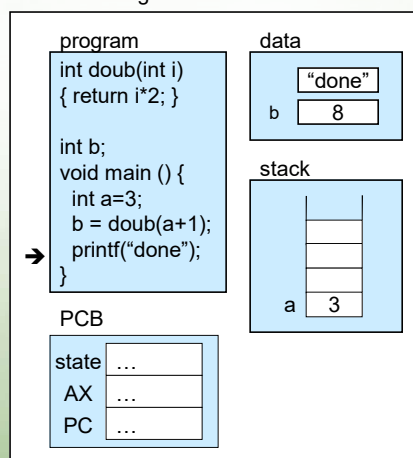 program
int doub(int i)
{ return i*2; }
int b;
void main () {
int a=3;
b = doub(a+1);
printf(“done”);
}
data
“done”
b 8
stack
a 3
PCB
state …
AX …
PC …